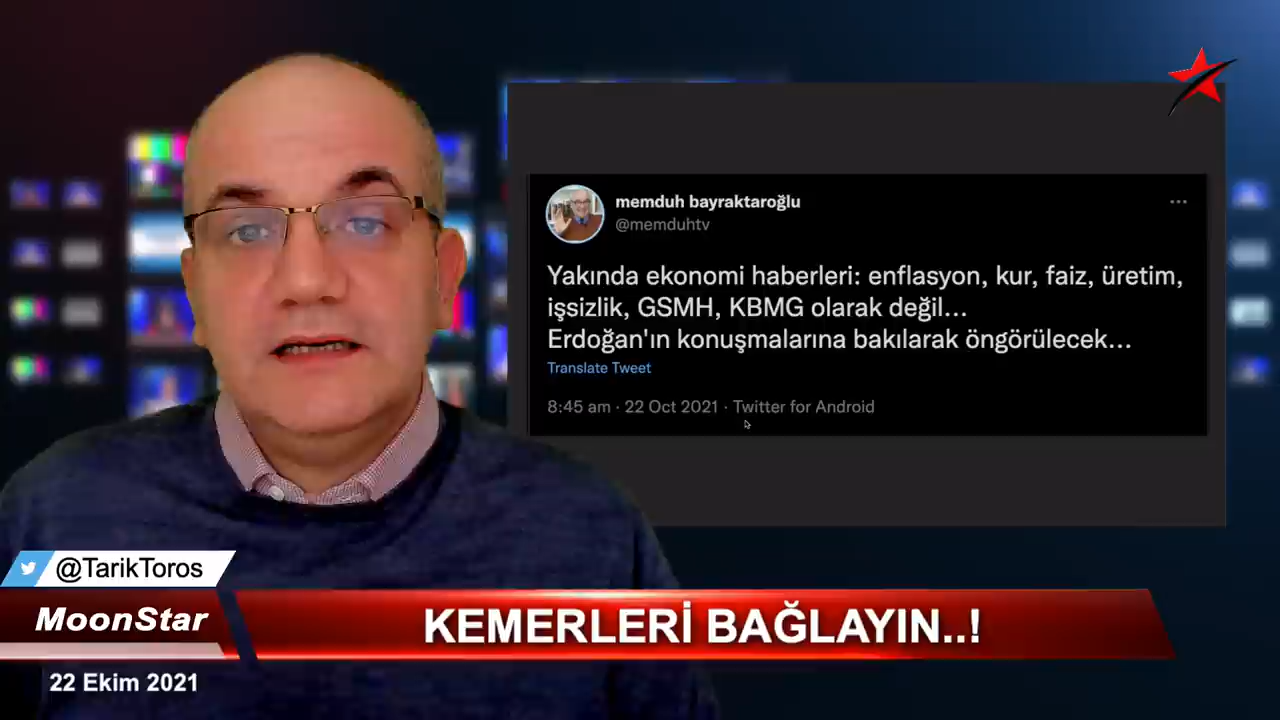 memduh bayraktaroğlu
@memduhtv
Yakında ekonomi haberleri: enflasyon, kur, faiz, üretim,
işsizlik, GSMH, KBMG olarak değil...
Erdoğan'ın konuşmalarına bakılarak öngörülecek...
Translate Tweet
8:45 am · 22 Oct 2021 · Twitter for Android
@TarikToros
MoonStar
KEMERLERİ BAĞLAYIN..!
22 Ekim 2021